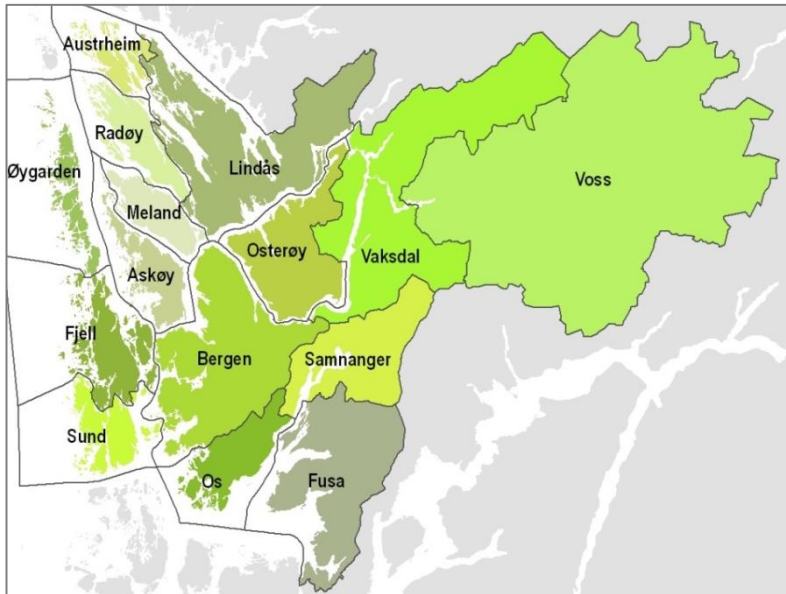 Austrheim
Radøy
Øygarden
Lindås
Voss
Meland
Osterøy
Vaksdal
Askøy
Fjell
Bergen
Samnanger
Sund
Os
Fusa